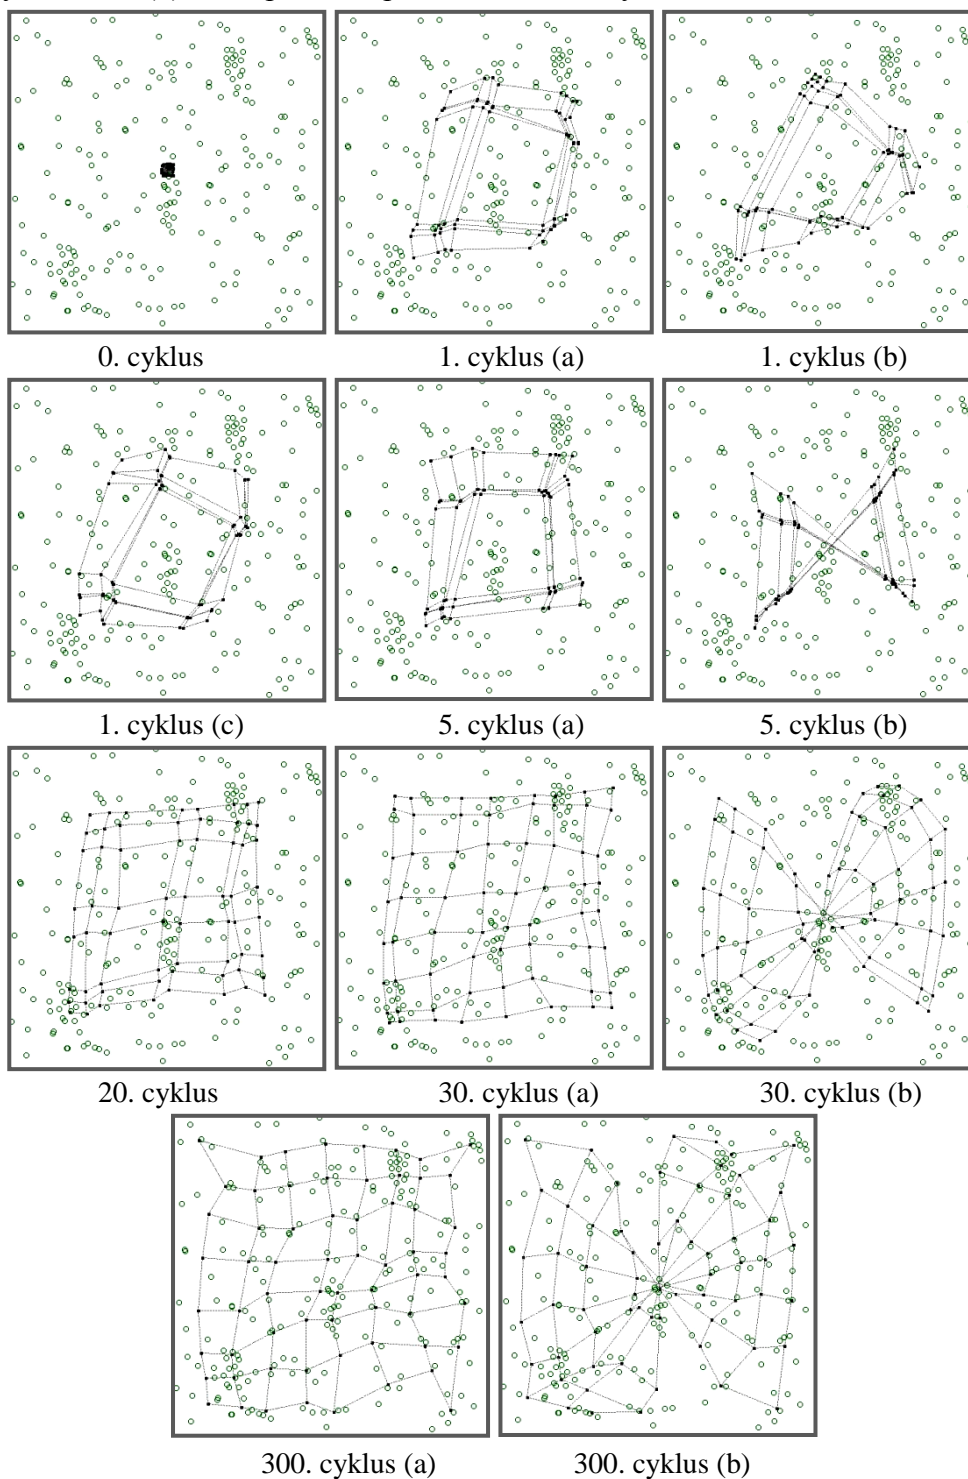 0. cyklus
1. cyklus (a)
1. cyklus (b)
1. cyklus (c)
5. cyklus (a)
5. cyklus (b)
20. cyklus
30. cyklus (a)
30. cyklus (b)
300. cyklus (a)
300. cyklus (b)